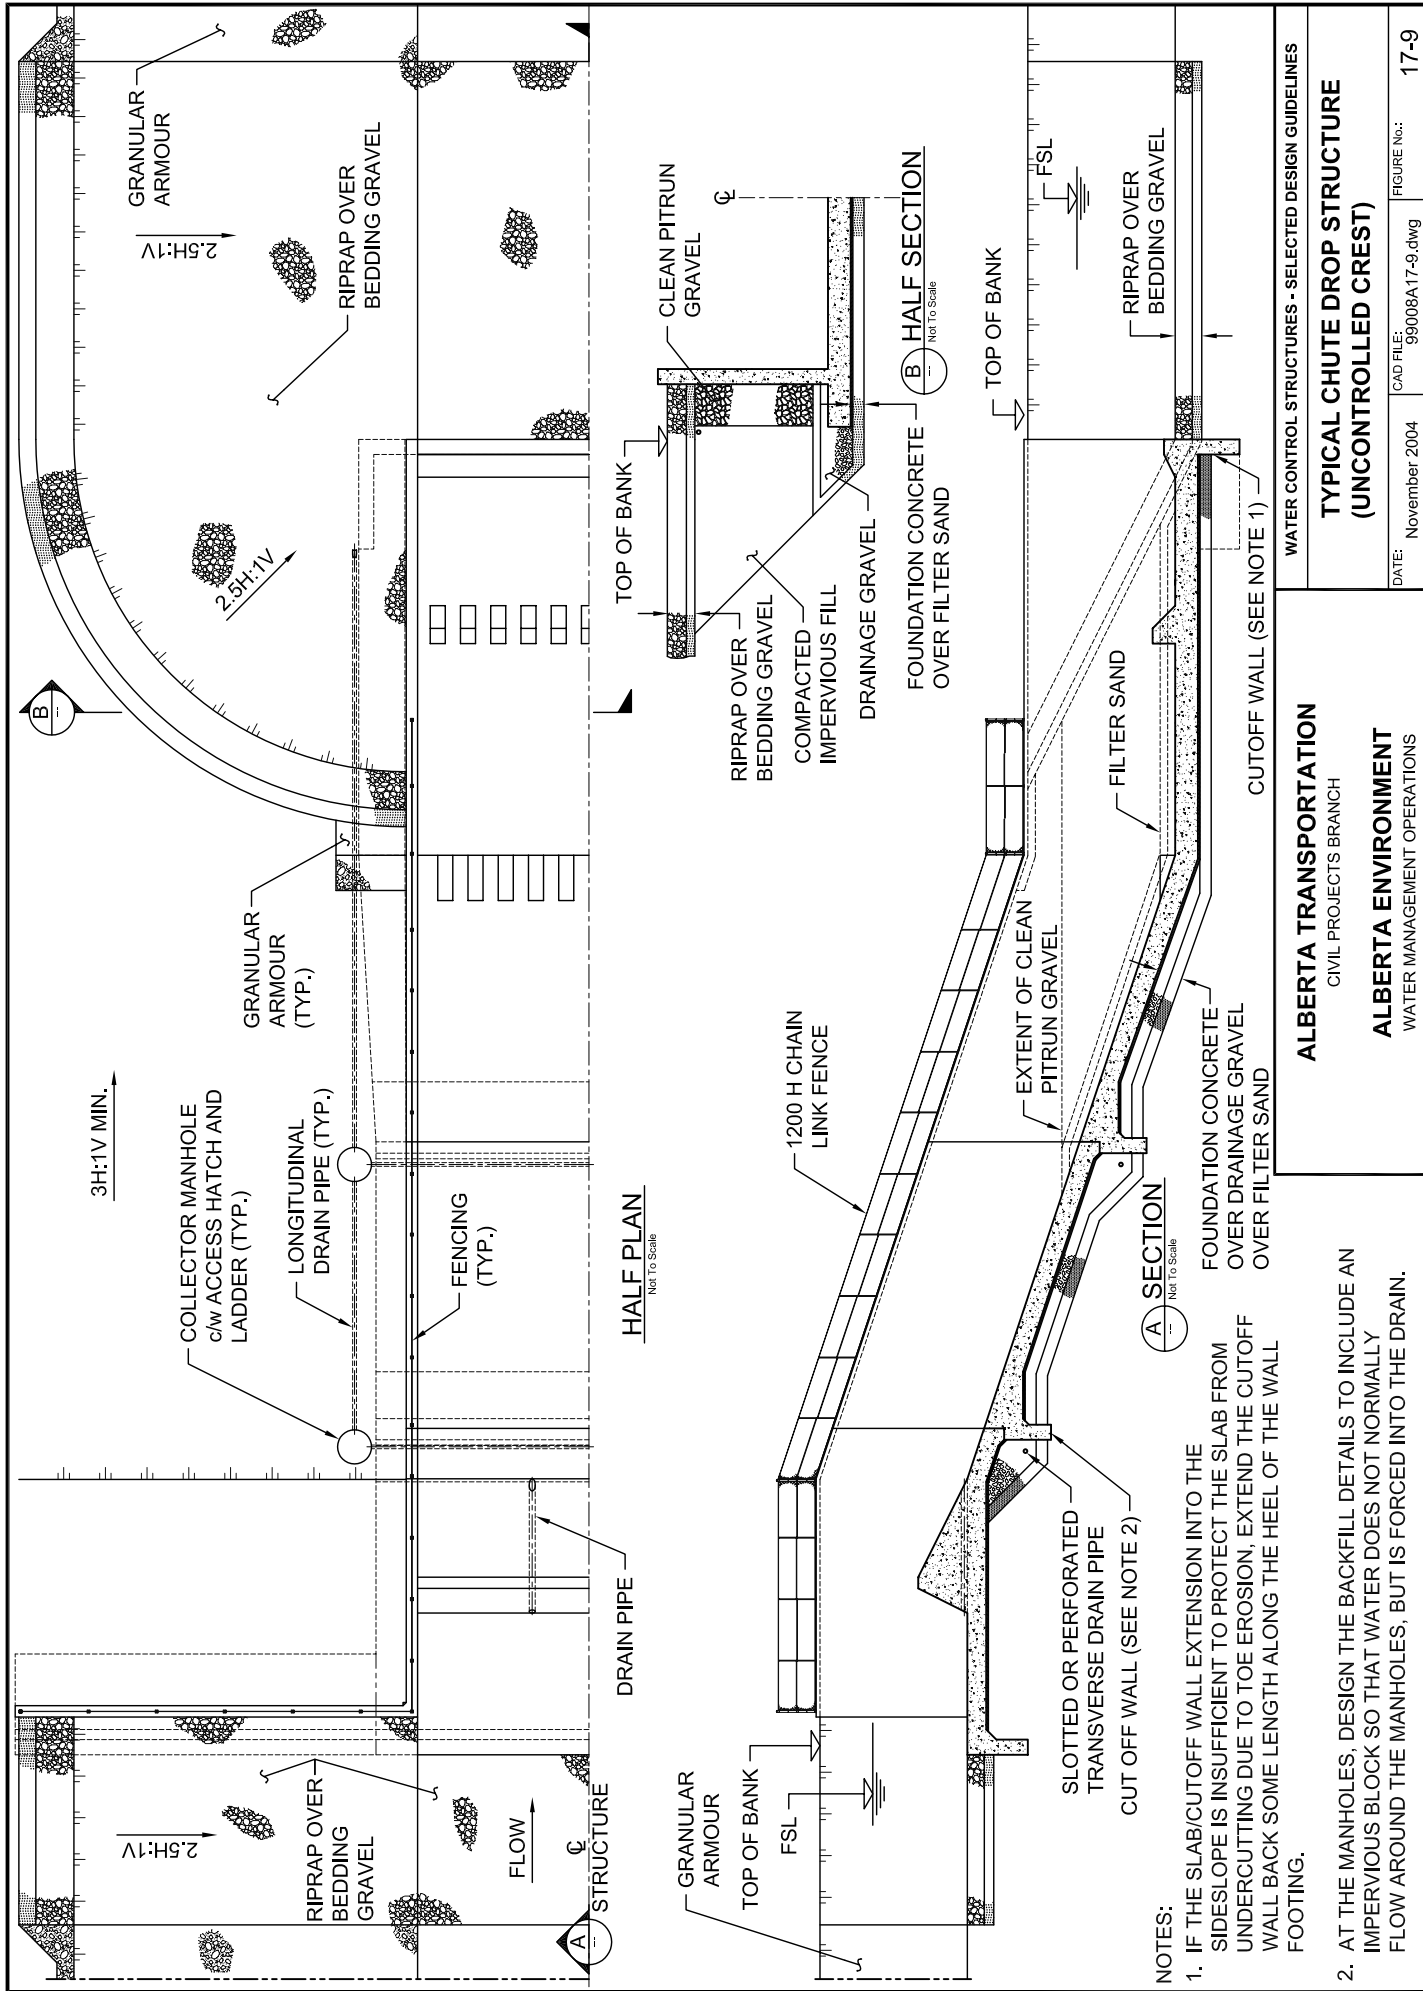 3H:1V MIN.
COLLECTOR MANHOLE
c/w ACCESS HATCH AND
LADDER (TYP.)
LONGITUDINAL
DRAIN PIPE (TYP.)
FENCING
(TYP.)
GRANULAR
ARMOUR
(TYP.)
B
--
2.5H:1V
GRANULAR
ARMOUR
2.5H:1V
RIPRAP OVER
BEDDING GRAVEL
2.5H:1V
RIPRAP OVER
BEDDING
GRAVEL
FLOW
℄
STRUCTURE
A
--
DRAIN PIPE
HALF PLAN
Not To Scale
TOP OF BANK
CLEAN PITRUN
GRAVEL
℄
RIPRAP OVER
BEDDING GRAVEL
COMPACTED
IMPERVIOUS FILL
DRAINAGE GRAVEL
FOUNDATION CONCRETE
OVER FILTER SAND
B
--
HALF SECTION
Not To Scale
GRANULAR
ARMOUR
TOP OF BANK
FSL
1200 H CHAIN
LINK FENCE
EXTENT OF CLEAN
PITRUN GRAVEL
FILTER SAND
TOP OF BANK
FSL
RIPRAP OVER
BEDDING GRAVEL
SLOTTED OR PERFORATED
TRANSVERSE DRAIN PIPE
CUT OFF WALL (SEE NOTE 2)
A
--
SECTION
Not To Scale
FOUNDATION CONCRETE
OVER DRAINAGE GRAVEL
OVER FILTER SAND
CUTOFF WALL (SEE NOTE 1)
NOTES:
1. IF THE SLAB/CUTOFF WALL EXTENSION INTO THE
SIDESLOPE IS INSUFFICIENT TO PROTECT THE SLAB FROM
UNDERCUTTING DUE TO TOE EROSION, EXTEND THE CUTOFF
WALL BACK SOME LENGTH ALONG THE HEEL OF THE WALL
FOOTING.
2. AT THE MANHOLES, DESIGN THE BACKFILL DETAILS TO INCLUDE AN
IMPERVIOUS BLOCK SO THAT WATER DOES NOT NORMALLY
FLOW AROUND THE MANHOLES, BUT IS FORCED INTO THE DRAIN.
ALBERTA TRANSPORTATION
CIVIL PROJECTS BRANCH
ALBERTA ENVIRONMENT
WATER MANAGEMENT OPERATIONS
WATER CONTROL STRUCTURES - SELECTED DESIGN GUIDELINES
TYPICAL CHUTE DROP STRUCTURE
(UNCONTROLLED CREST)
DATE:
November 2004
CAD FILE:
99008A17-9.dwg
FIGURE No.:
17-9